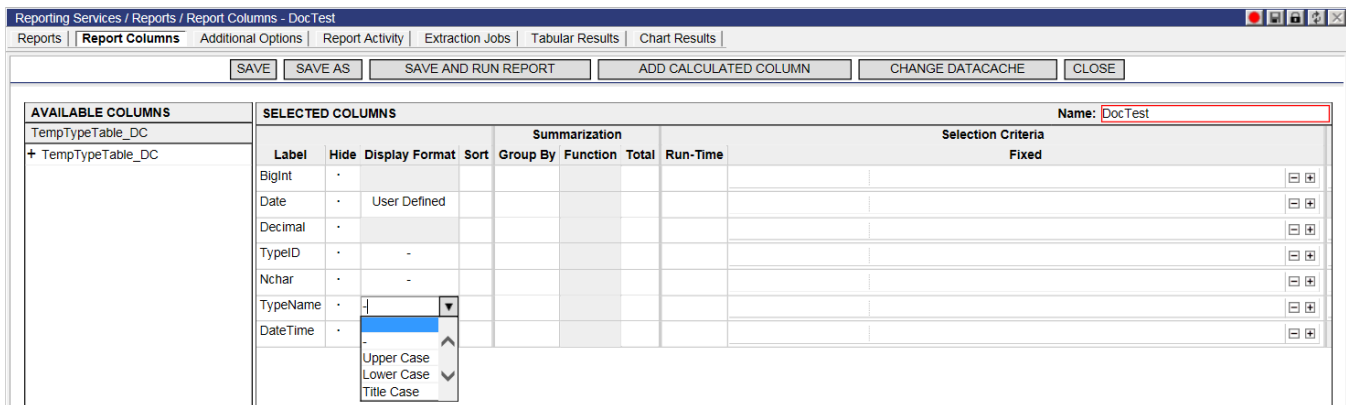 Reporting Services / Reports / Report Columns - DocTest
Reports | Report Columns | Additional Options | Report Activity | Extraction Jobs | Tabular Results | Chart Results |
SAVE SAVE AS SAVE AND RUN REPORT ADD CALCULATED COLUMN CHANGE DATACACHE CLOSE
AVAILABLE COLUMNS SELECTED COLUMNS Name: DocTest
TempTypeTable_DC Summarization Selection Criteria
+ TempTypeTable_DC Label Hide Display Format Sort Group By Function Total Run-Time Fixed
BigInt ·
Date · User Defined
Decimal ·
TypeID · -
Nchar · -
TypeName · -
DateTime ·
-
Upper Case
Lower Case
Title Case